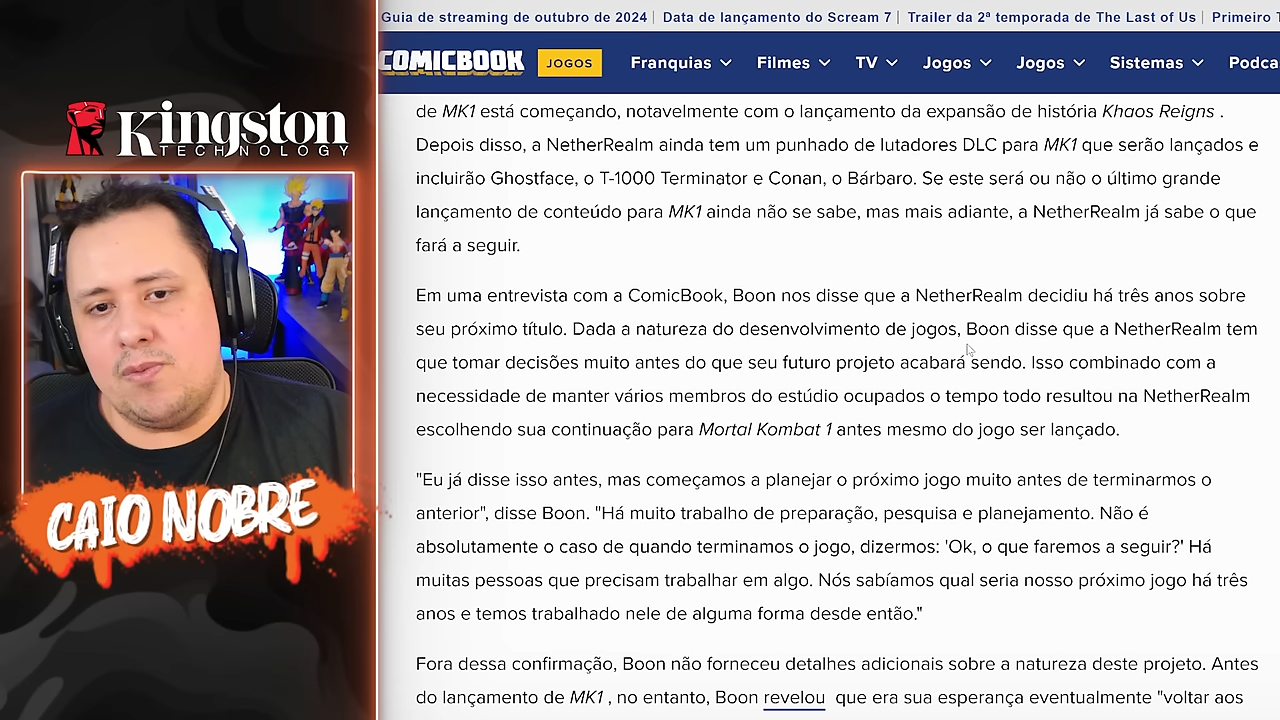 Guia de streaming de outubro de 2024 | Data de lançamento do Scream 7 | Trailer da 2ª temporada de The Last of Us | Primeiro
COMICBOOK JOGOS Franquias Filmes TV Jogos Jogos Sistemas Podca
Kingston
TECHNOLOGY
CAIO NOBRE
de MK1 está começando, notavelmente com o lançamento da expansão de história Khaos Reigns .
Depois disso, a NetherRealm ainda tem um punhado de lutadores DLC para MK1 que serão lançados e
incluirão Ghostface, o T-1000 Terminator e Conan, o Bárbaro. Se este será ou não o último grande
lançamento de conteúdo para MK1 ainda não se sabe, mas mais adiante, a NetherRealm já sabe o que
fará a seguir.
Em uma entrevista com a ComicBook, Boon nos disse que a NetherRealm decidiu há três anos sobre
seu próximo título. Dada a natureza do desenvolvimento de jogos, Boon disse que a NetherRealm tem
que tomar decisões muito antes do que seu futuro projeto acabará sendo. Isso combinado com a
necessidade de manter vários membros do estúdio ocupados o tempo todo resultou na NetherRealm
escolhendo sua continuação para Mortal Kombat 1 antes mesmo do jogo ser lançado.
"Eu já disse isso antes, mas começamos a planejar o próximo jogo muito antes de terminarmos o
anterior", disse Boon. "Há muito trabalho de preparação, pesquisa e planejamento. Não é
absolutamente o caso de quando terminamos o jogo, dizermos: 'Ok, o que faremos a seguir?' Há
muitas pessoas que precisam trabalhar em algo. Nós sabíamos qual seria nosso próximo jogo há três
anos e temos trabalhado nele de alguma forma desde então."
Fora dessa confirmação, Boon não forneceu detalhes adicionais sobre a natureza deste projeto. Antes
do lançamento de MK1 , no entanto, Boon revelou que era sua esperança eventualmente "voltar aos